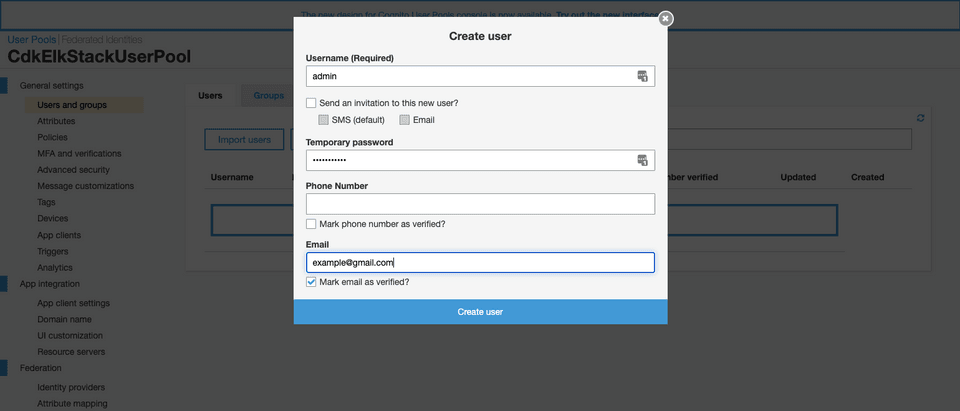 The new design for Cognito User Pools console is now available. Try out the new interface
User Pools | Federated Identities
CdkElkStackUserPool
General settings
Users and groups
Attributes
Policies
MFA and verifications
Advanced security
Message customizations
Tags
Devices
App clients
Triggers
Analytics
App integration
App client settings
Domain name
UI customization
Resource servers
Federation
Identity providers
Attribute mapping
Users
Groups
Import users
Username
verified
Updated
Created
Create user
Username (Required)
admin
Send an invitation to this new user?
SMS (default)
Email
Temporary password
•••••••••••
Phone Number
Mark phone number as verified?
Email
example@gmail.com
Mark email as verified?
Create user